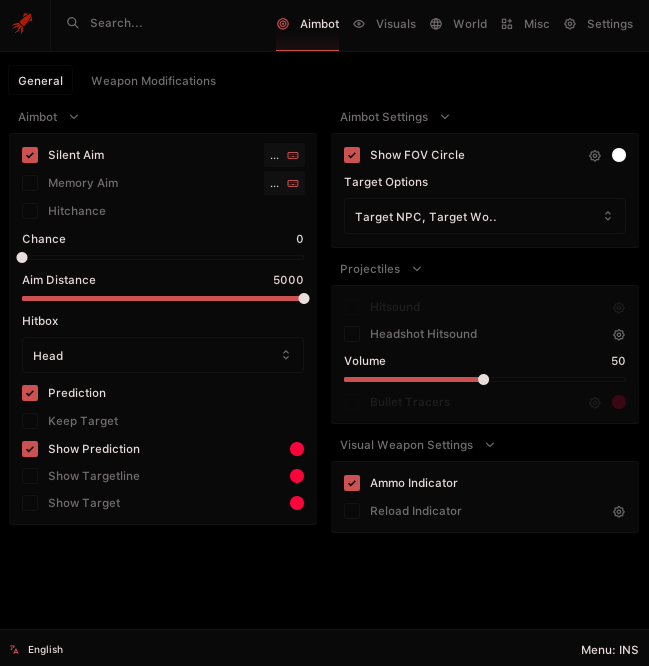 Search...
Aimbot
Visuals
World
Misc
Settings
General
Weapon Modifications
Aimbot
Silent Aim
...
Memory Aim
...
Hitchance
Chance 0
Aim Distance 5000
Hitbox
Head
Prediction
Keep Target
Show Prediction
Show Targetline
Show Target
Aimbot Settings
Show FOV Circle
Target Options
Target NPC, Target Wo..
Projectiles
Hitsound
Headshot Hitsound
Volume 50
Bullet Tracers
Visual Weapon Settings
Ammo Indicator
Reload Indicator
English
Menu: INS